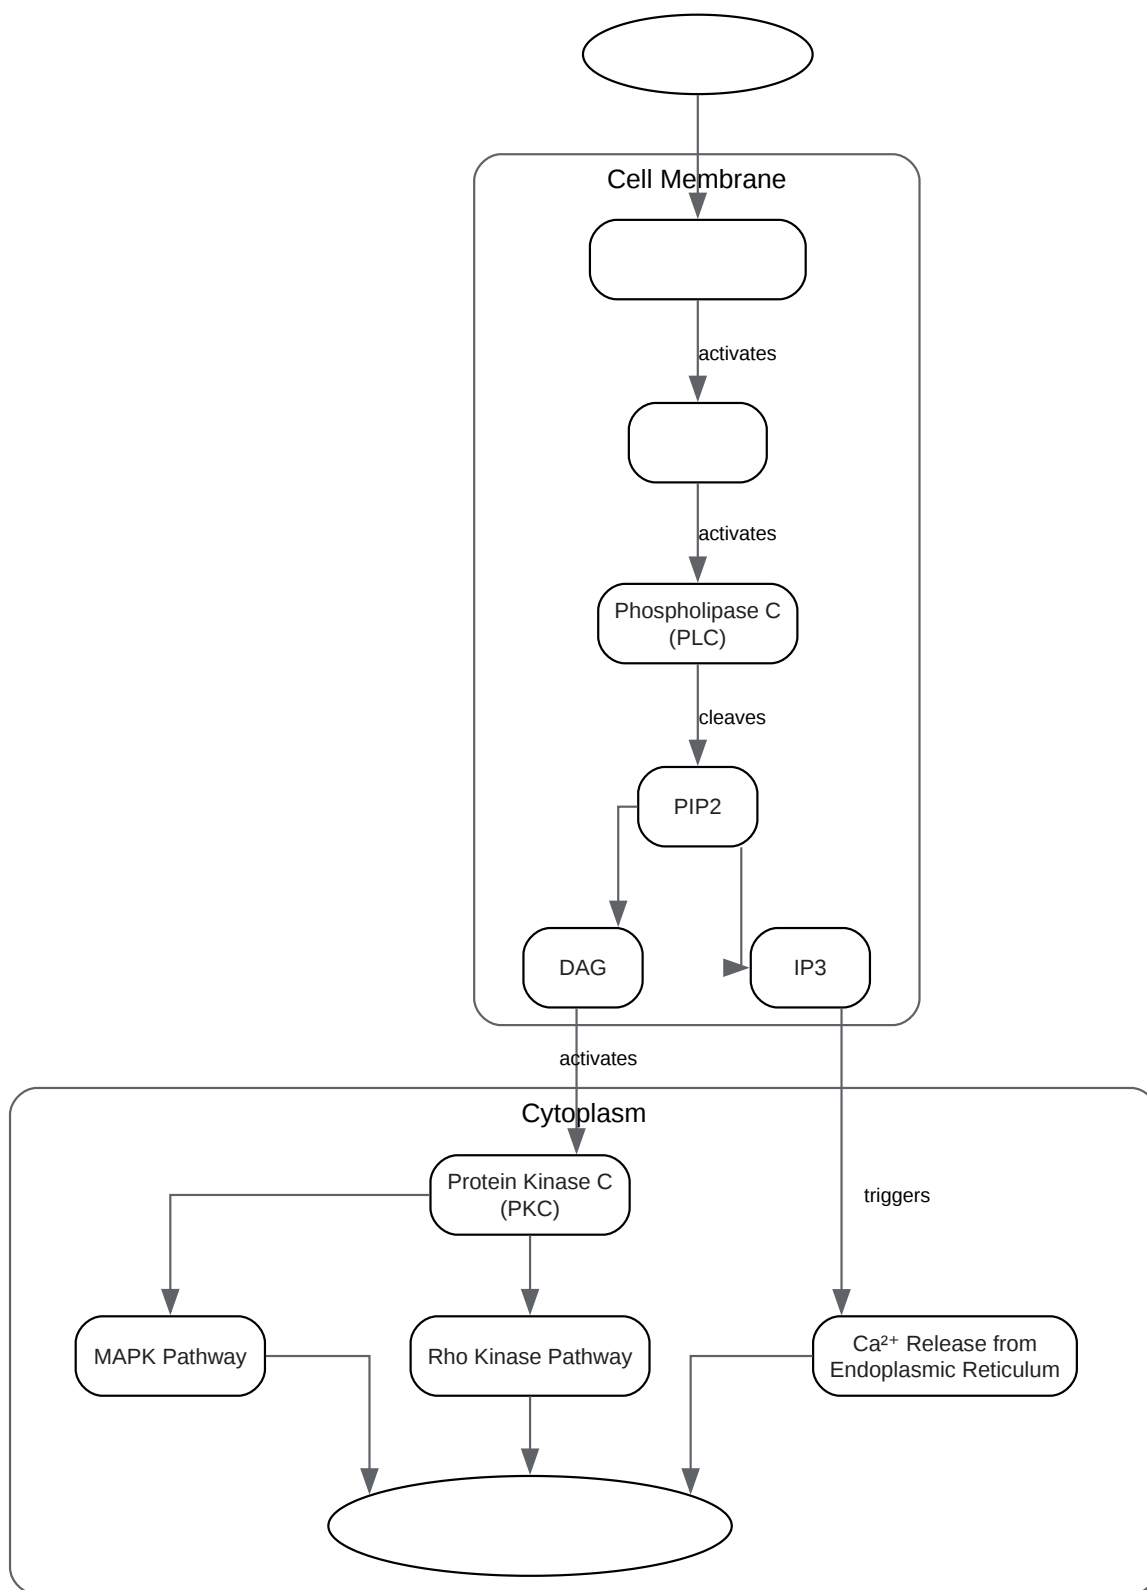 Cell Membrane
activates
activates
Phospholipase C
(PLC)
cleaves
PIP2
DAG
IP3
activates
Cytoplasm
Protein Kinase C
(PKC)
triggers
MAPK Pathway
Rho Kinase Pathway
Ca²⁺ Release from
Endoplasmic Reticulum